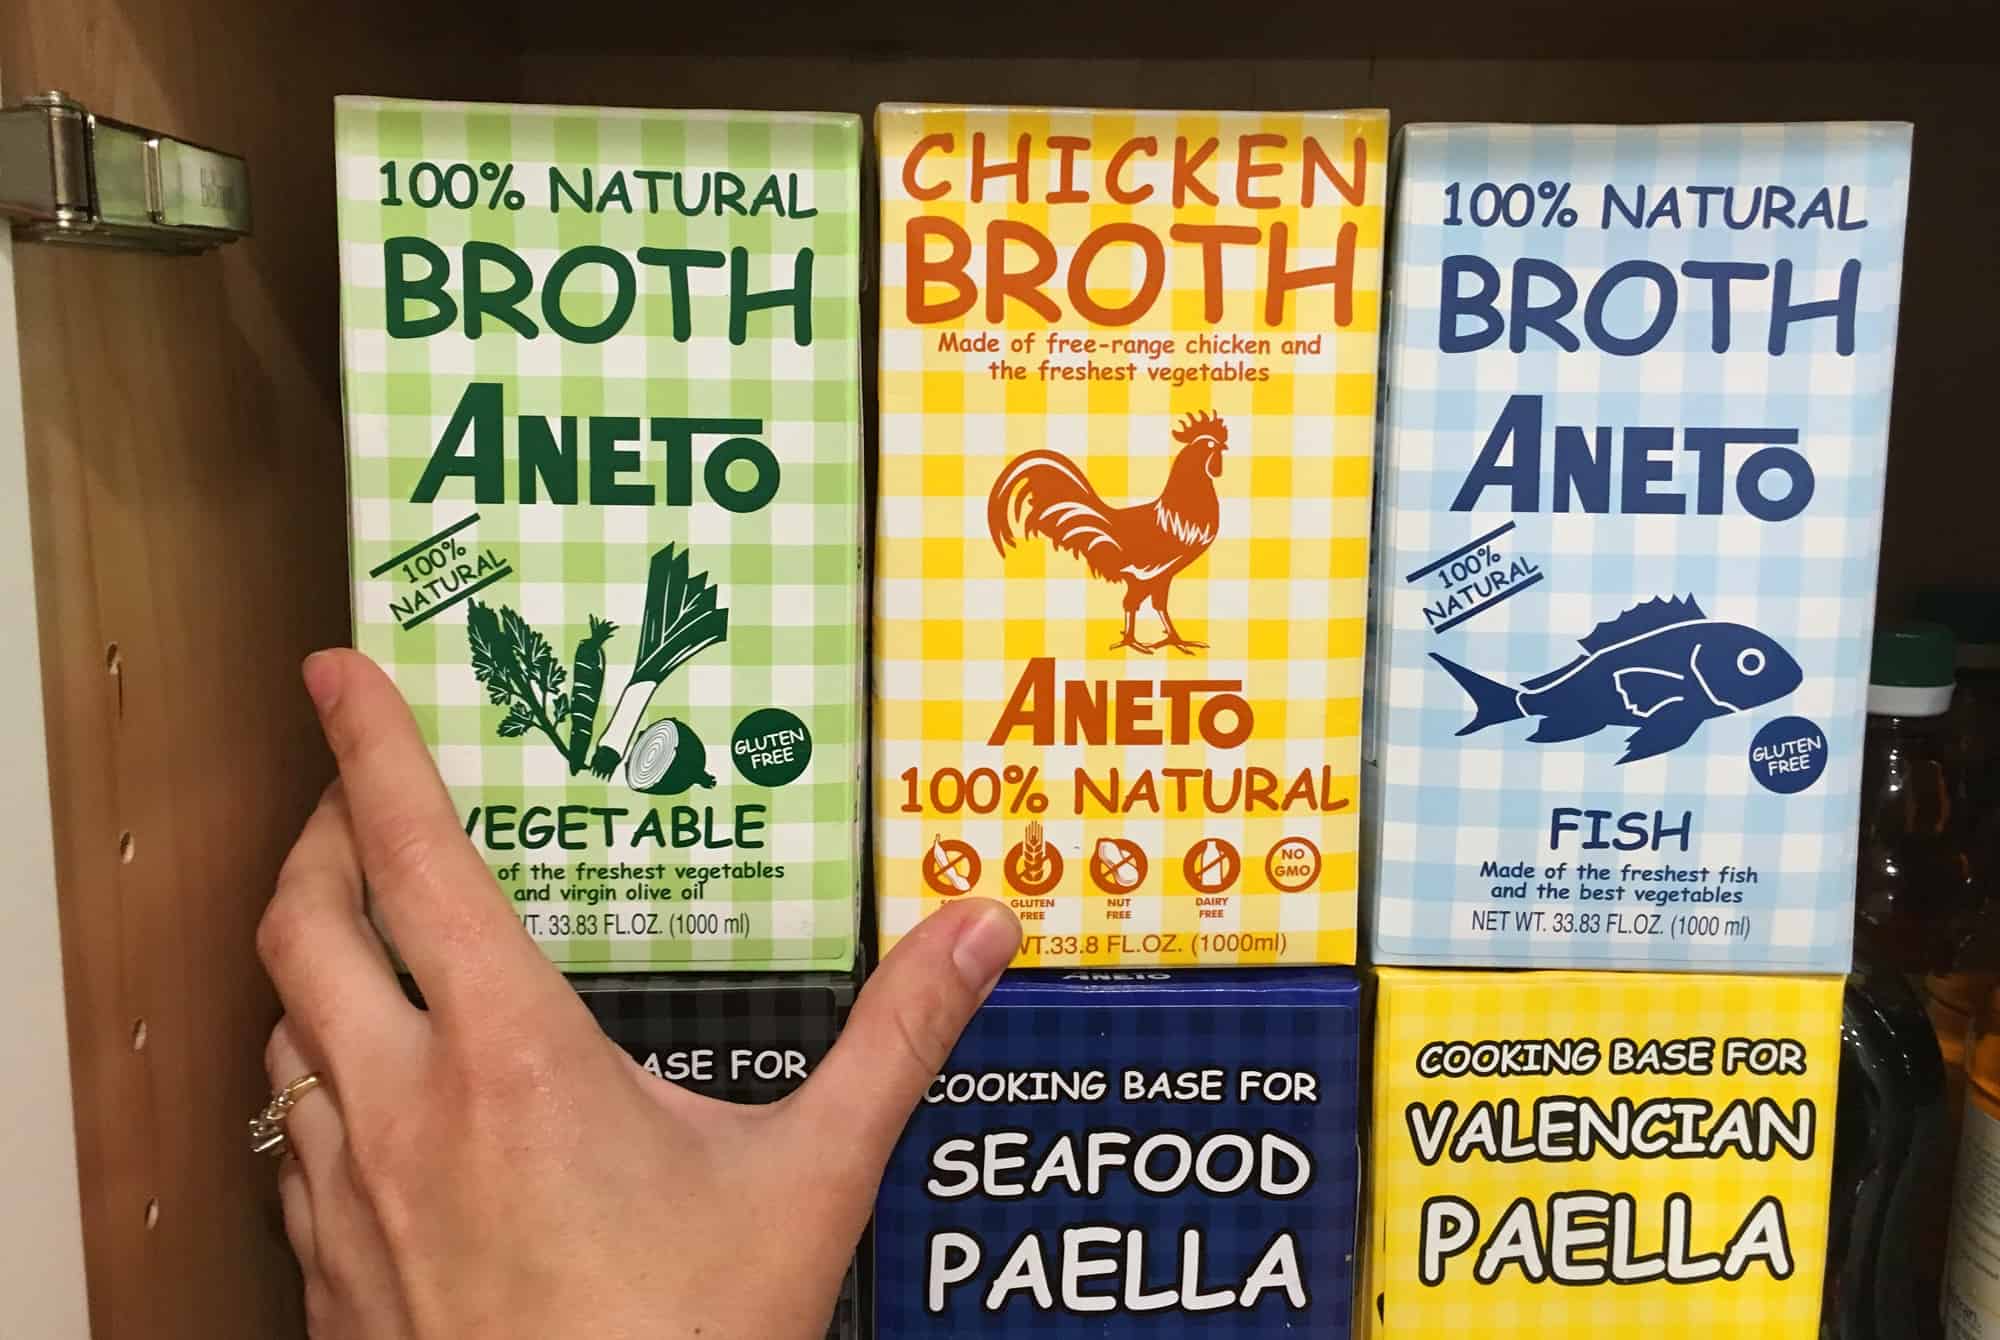 100% NATURAL
BROTH
ANETO
100%
NATURAL
GLUTEN
FREE
VEGETABLE
of the freshest vegetables
and virgin olive oil
WT. 33.83 FL.OZ. (1000 ml)
CHICKEN
BROTH
Made of free-range chicken and
the freshest vegetables
ANETO
100% NATURAL
GLUTEN
FREE
NUT
FREE
DAIRY
FREE
NO
GMO
WT.33.8 FL.OZ. (1000ml)
100% NATURAL
BROTH
ANETO
100%
NATURAL
GLUTEN
FREE
FISH
Made of the freshest fish
and the best vegetables
NET WT. 33.83 FL.OZ. (1000 ml)
BASE FOR
ANETO
COOKING BASE FOR
SEAFOOD
PAELLA
COOKING BASE FOR
VALENCIAN
PAELLA